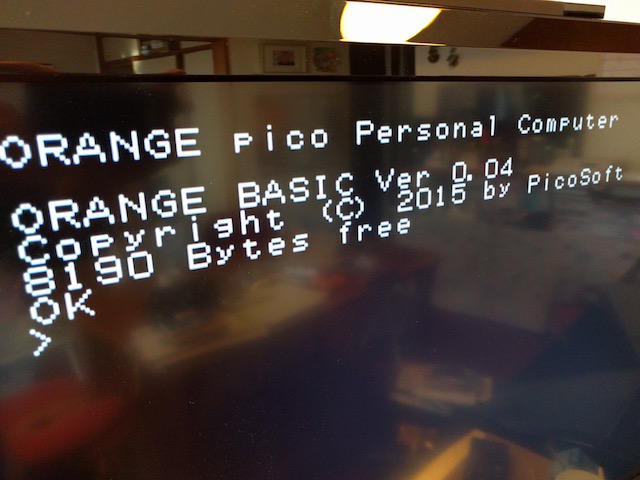 ORANGE pico Personal Computer
ORANGE BASIC Ver 0.04
Copyright (C) 2015 by PicoSoft
8190 Bytes free
OK
>